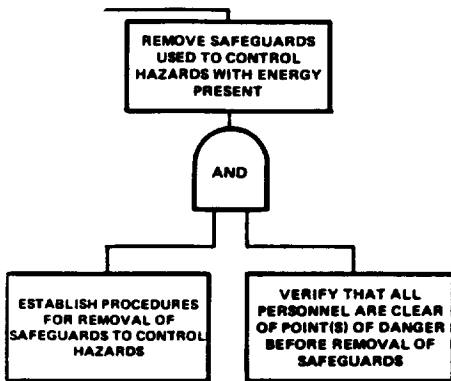 REMOVE SAFEGUARDS
USED TO CONTROL
HAZARDS WITH ENERGY
PRESENT
AND
ESTABLISH PROCEDURES
FOR REMOVAL OF
SAFEGUARDS TO CONTROL
HAZARDS
VERIFY THAT ALL
PERSONNEL ARE CLEAR
OF POINT(S) OF DANGER
BEFORE REMOVAL OF
SAFEGUARDS